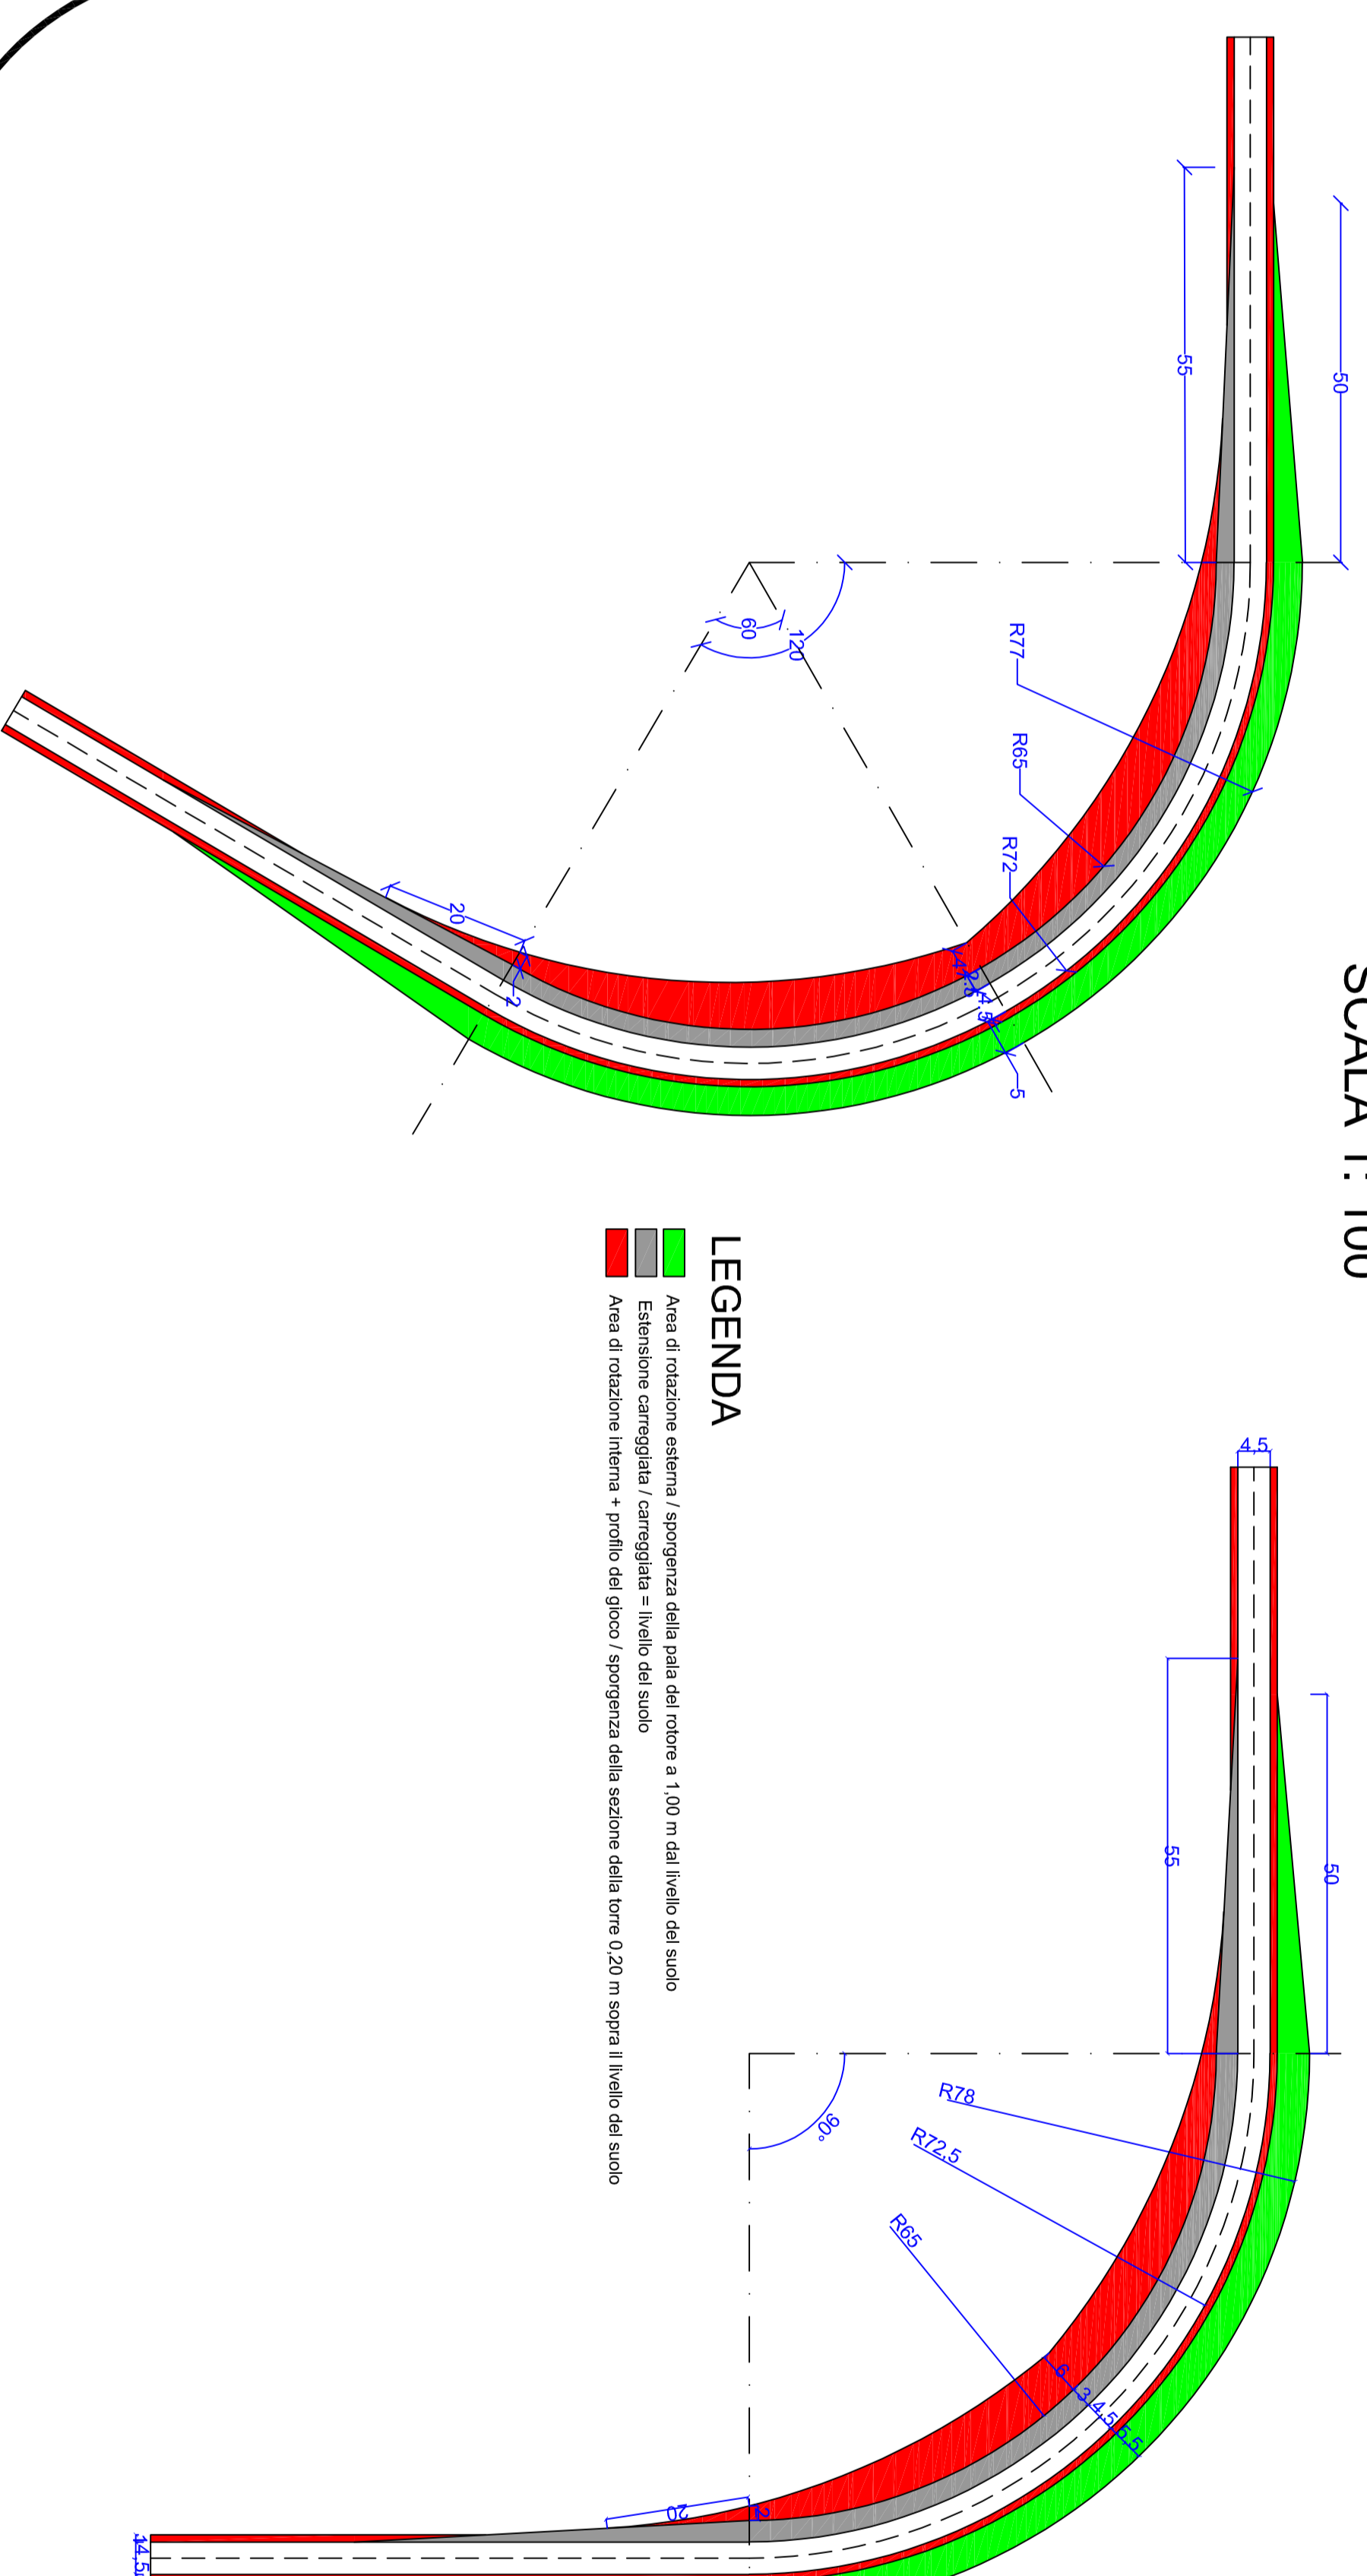 SCALA 1: 100
50
55
R77
R65
R72
120
60
20
2
5
LEGENDA
Area di rotazione esterna / sporgenza della pala del rotore a 1,00 m dal livello del suolo
Estensione carreggiata / carreggiata = livello del suolo
Area di rotazione interna + profilo del gioco / sporgenza della sezione della torre 0,20 m sopra il livello del suolo
4,5
50
55
90°
R78
R72,5
R65
6
3
4,5
5,5
20
2
1
4,5